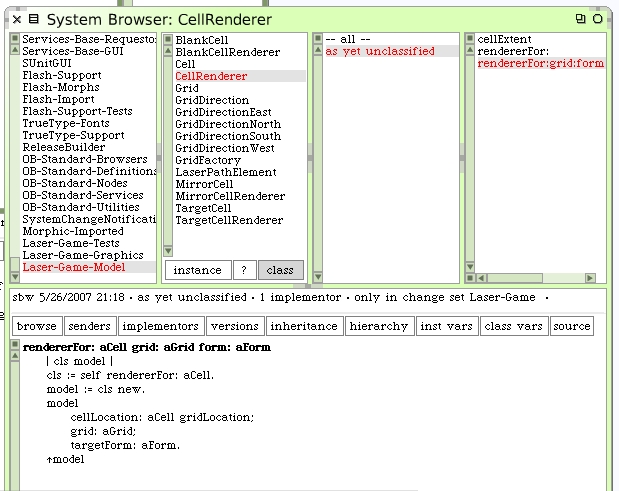 System Browser: CellRenderer
Services-Base-Requesto
Services-Base-GUI
SUnitGUI
Flash-Support
Flash-Morphs
Flash-Import
Flash-Support-Tests
TrueType-Fonts
TrueType-Support
ReleaseBuilder
OB-Standard-Browsers
OB-Standard-Definitions
OB-Standard-Nodes
OB-Standard-Services
OB-Standard-Utilities
SystemChangeNotificati
Morphic-Imported
Laser-Game-Tests
Laser-Game-Graphics
Laser-Game-Model
BlankCell
BlankCellRenderer
Cell
CellRenderer
Grid
GridDirection
GridDirectionEast
GridDirectionNorth
GridDirectionSouth
GridDirectionWest
GridFactory
LaserPathElement
MirrorCell
MirrorCellRenderer
TargetCell
TargetCellRenderer
instance ? class
-- all --
as yet unclassified
cellExtent
rendererFor:
rendererFor:grid:form
sbw 5/26/2007 21:18 · as yet unclassified · 1 implementor · only in change set Laser-Game ·
browse senders implementors versions inheritance hierarchy inst vars class vars source
rendererFor: aCell grid: aGrid form: aForm
| cls model |
cls := self rendererFor: aCell.
model := cls new.
model
cellLocation: aCell gridLocation;
grid: aGrid;
targetForm: aForm.
↑model